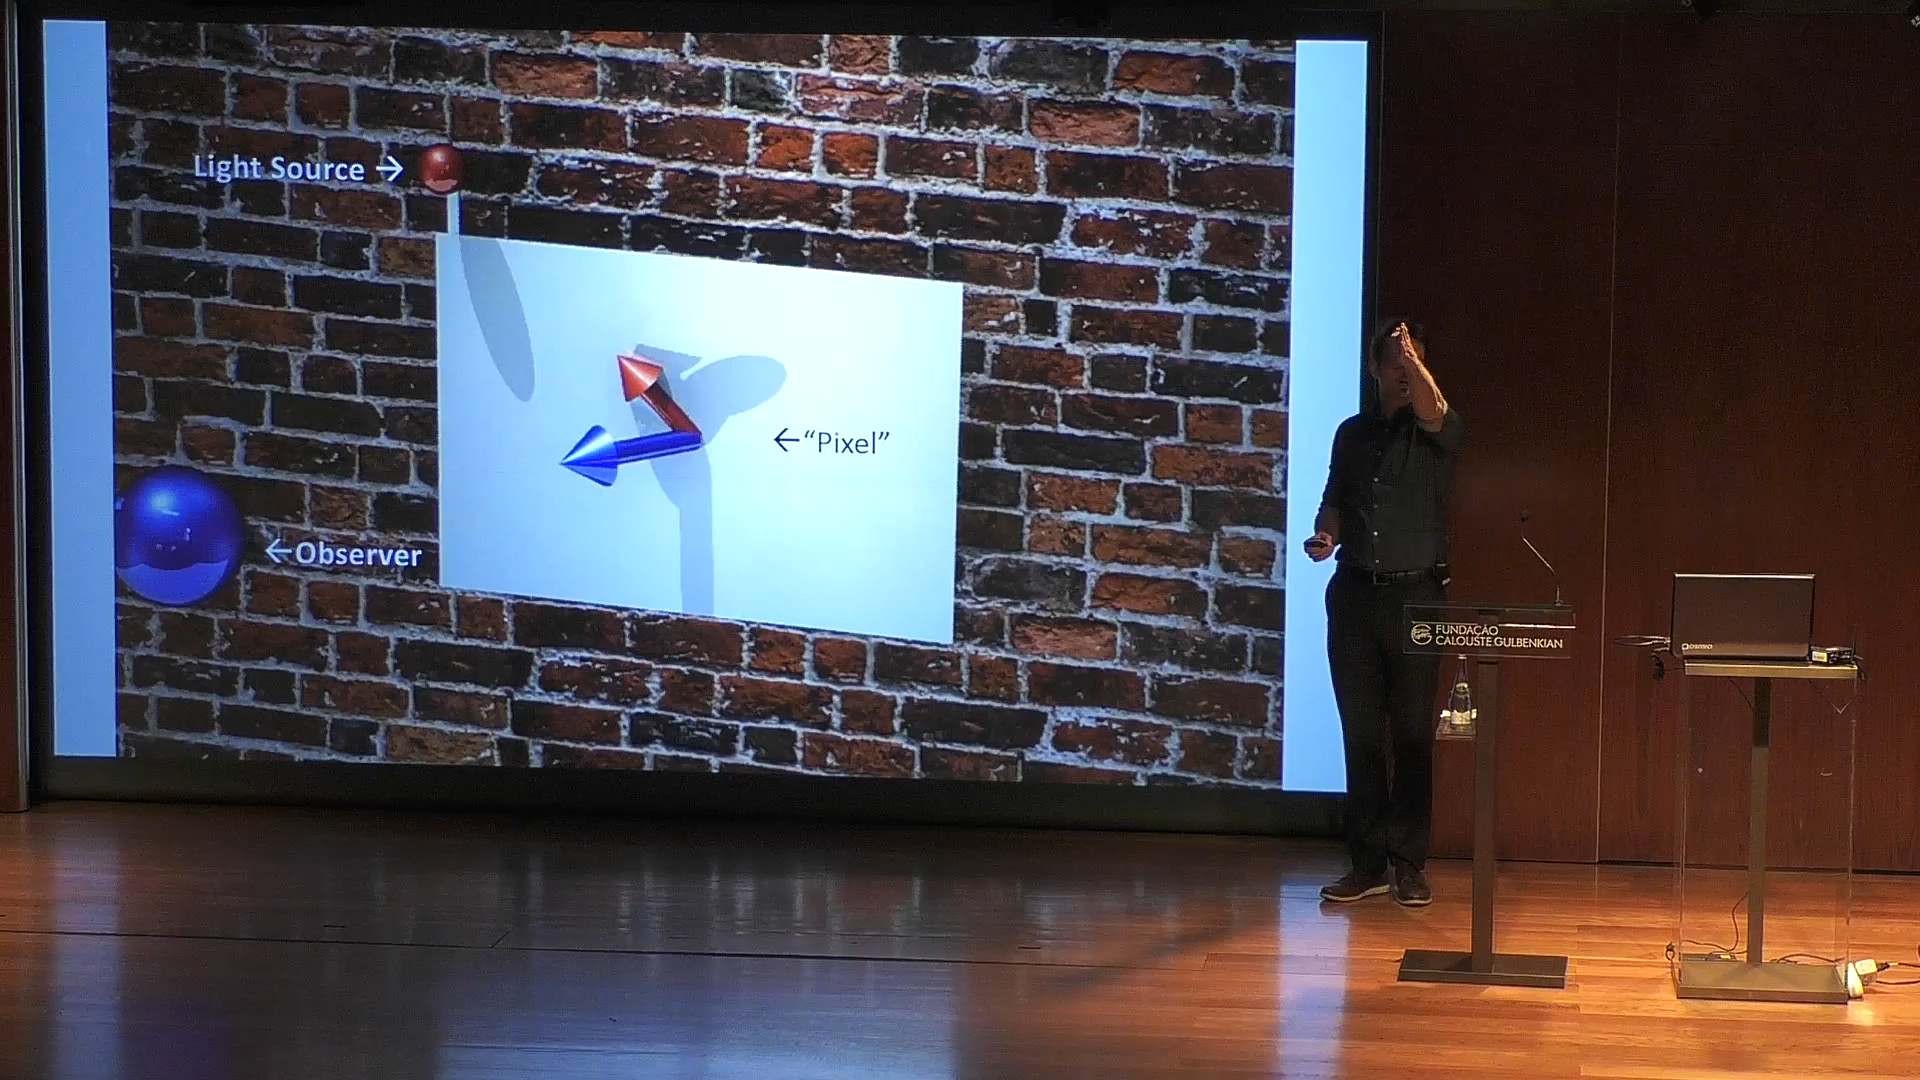 Light Source →
←“Pixel”
←Observer
FUNDAÇÃO
CALOUSTE GULBENKIAN